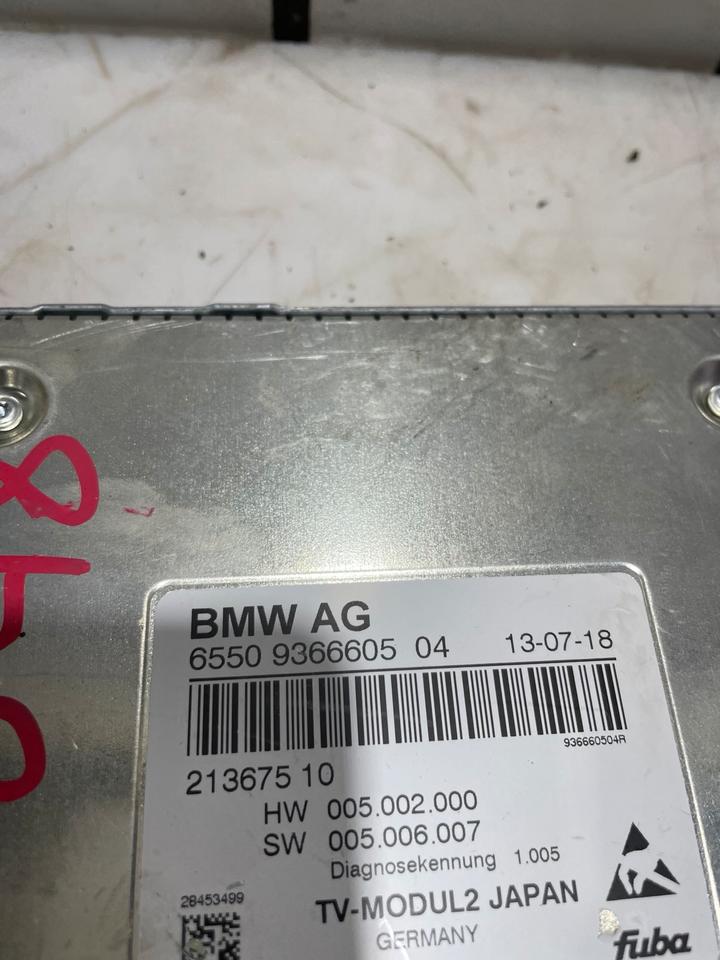 8
BMW AG
6550 9366605 04 13-07-18
936660504R
213675 10
HW 005.002.000
SW 005.006.007
Diagnosekennung 1.005
28453499
TV-MODUL2 JAPAN
GERMANY
fuba